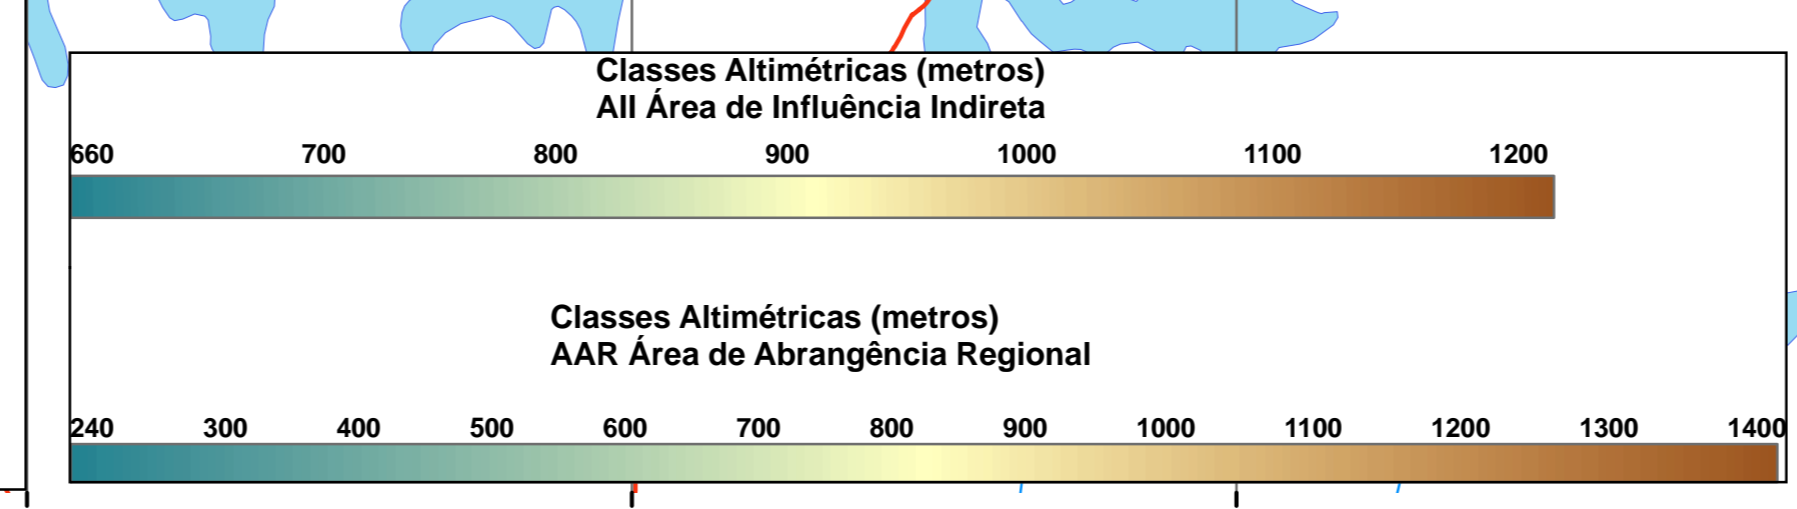 Classes Altimétricas (metros)
AII Área de Influência Indireta
660 700 800 900 1000 1100 1200
Classes Altimétricas (metros)
AAR Área de Abrangência Regional
240 300 400 500 600 700 800 900 1000 1100 1200 1300 1400